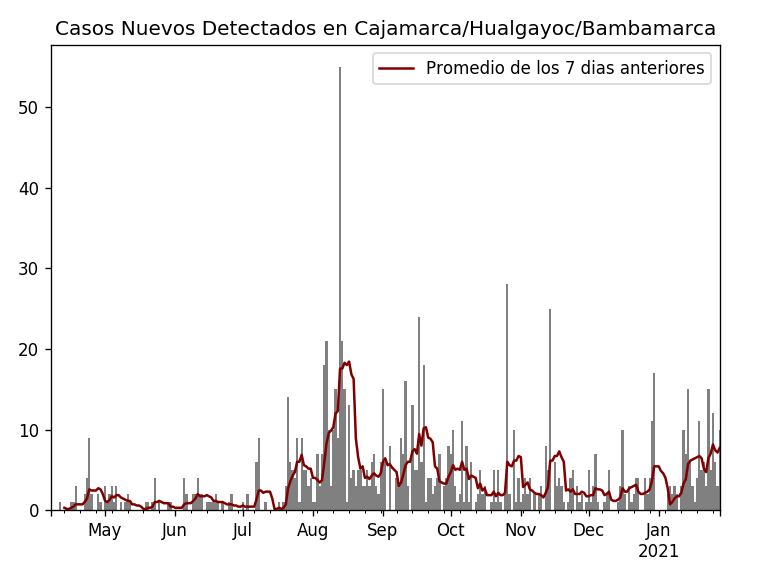 Casos Nuevos Detectados en Cajamarca/Hualgayoc/Bambamarca
Promedio de los 7 dias anteriores
50
40
30
20
10
0
May Jun Jul Aug Sep Oct Nov Dec Jan
2021